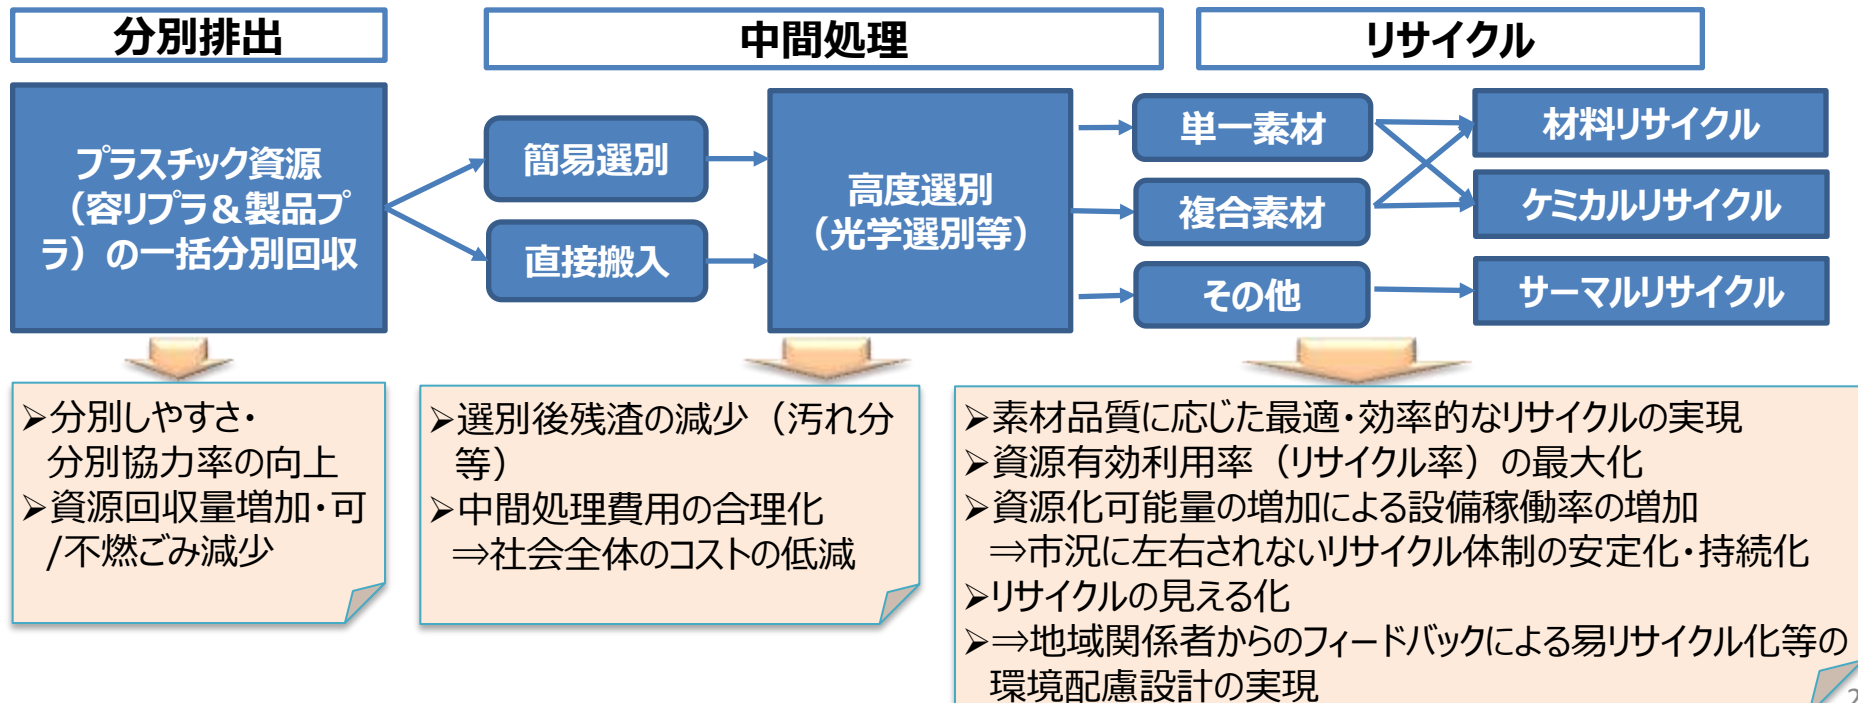 分別排出
中間処理
リサイクル
プラスチック資源
（容リプラ＆製品プ
ラ）の一括分別回収
簡易選別
直接搬入
高度選別
（光学選別等）
単一素材
複合素材
その他
材料リサイクル
ケミカルリサイクル
サーマルリサイクル
➢分別しやすさ・
分別協力率の向上
➢資源回収量増加・可
/不燃ごみ減少
➢選別後残渣の減少（汚れ分
等）
➢中間処理費用の合理化
⇒社会全体のコストの低減
➢素材品質に応じた最適・効率的なリサイクルの実現
➢資源有効利用率（リサイクル率）の最大化
➢資源化可能量の増加による設備稼働率の増加
⇒市況に左右されないリサイクル体制の安定化・持続化
➢リサイクルの見える化
➢⇒地域関係者からのフィードバックによる易リサイクル化等の
環境配慮設計の実現